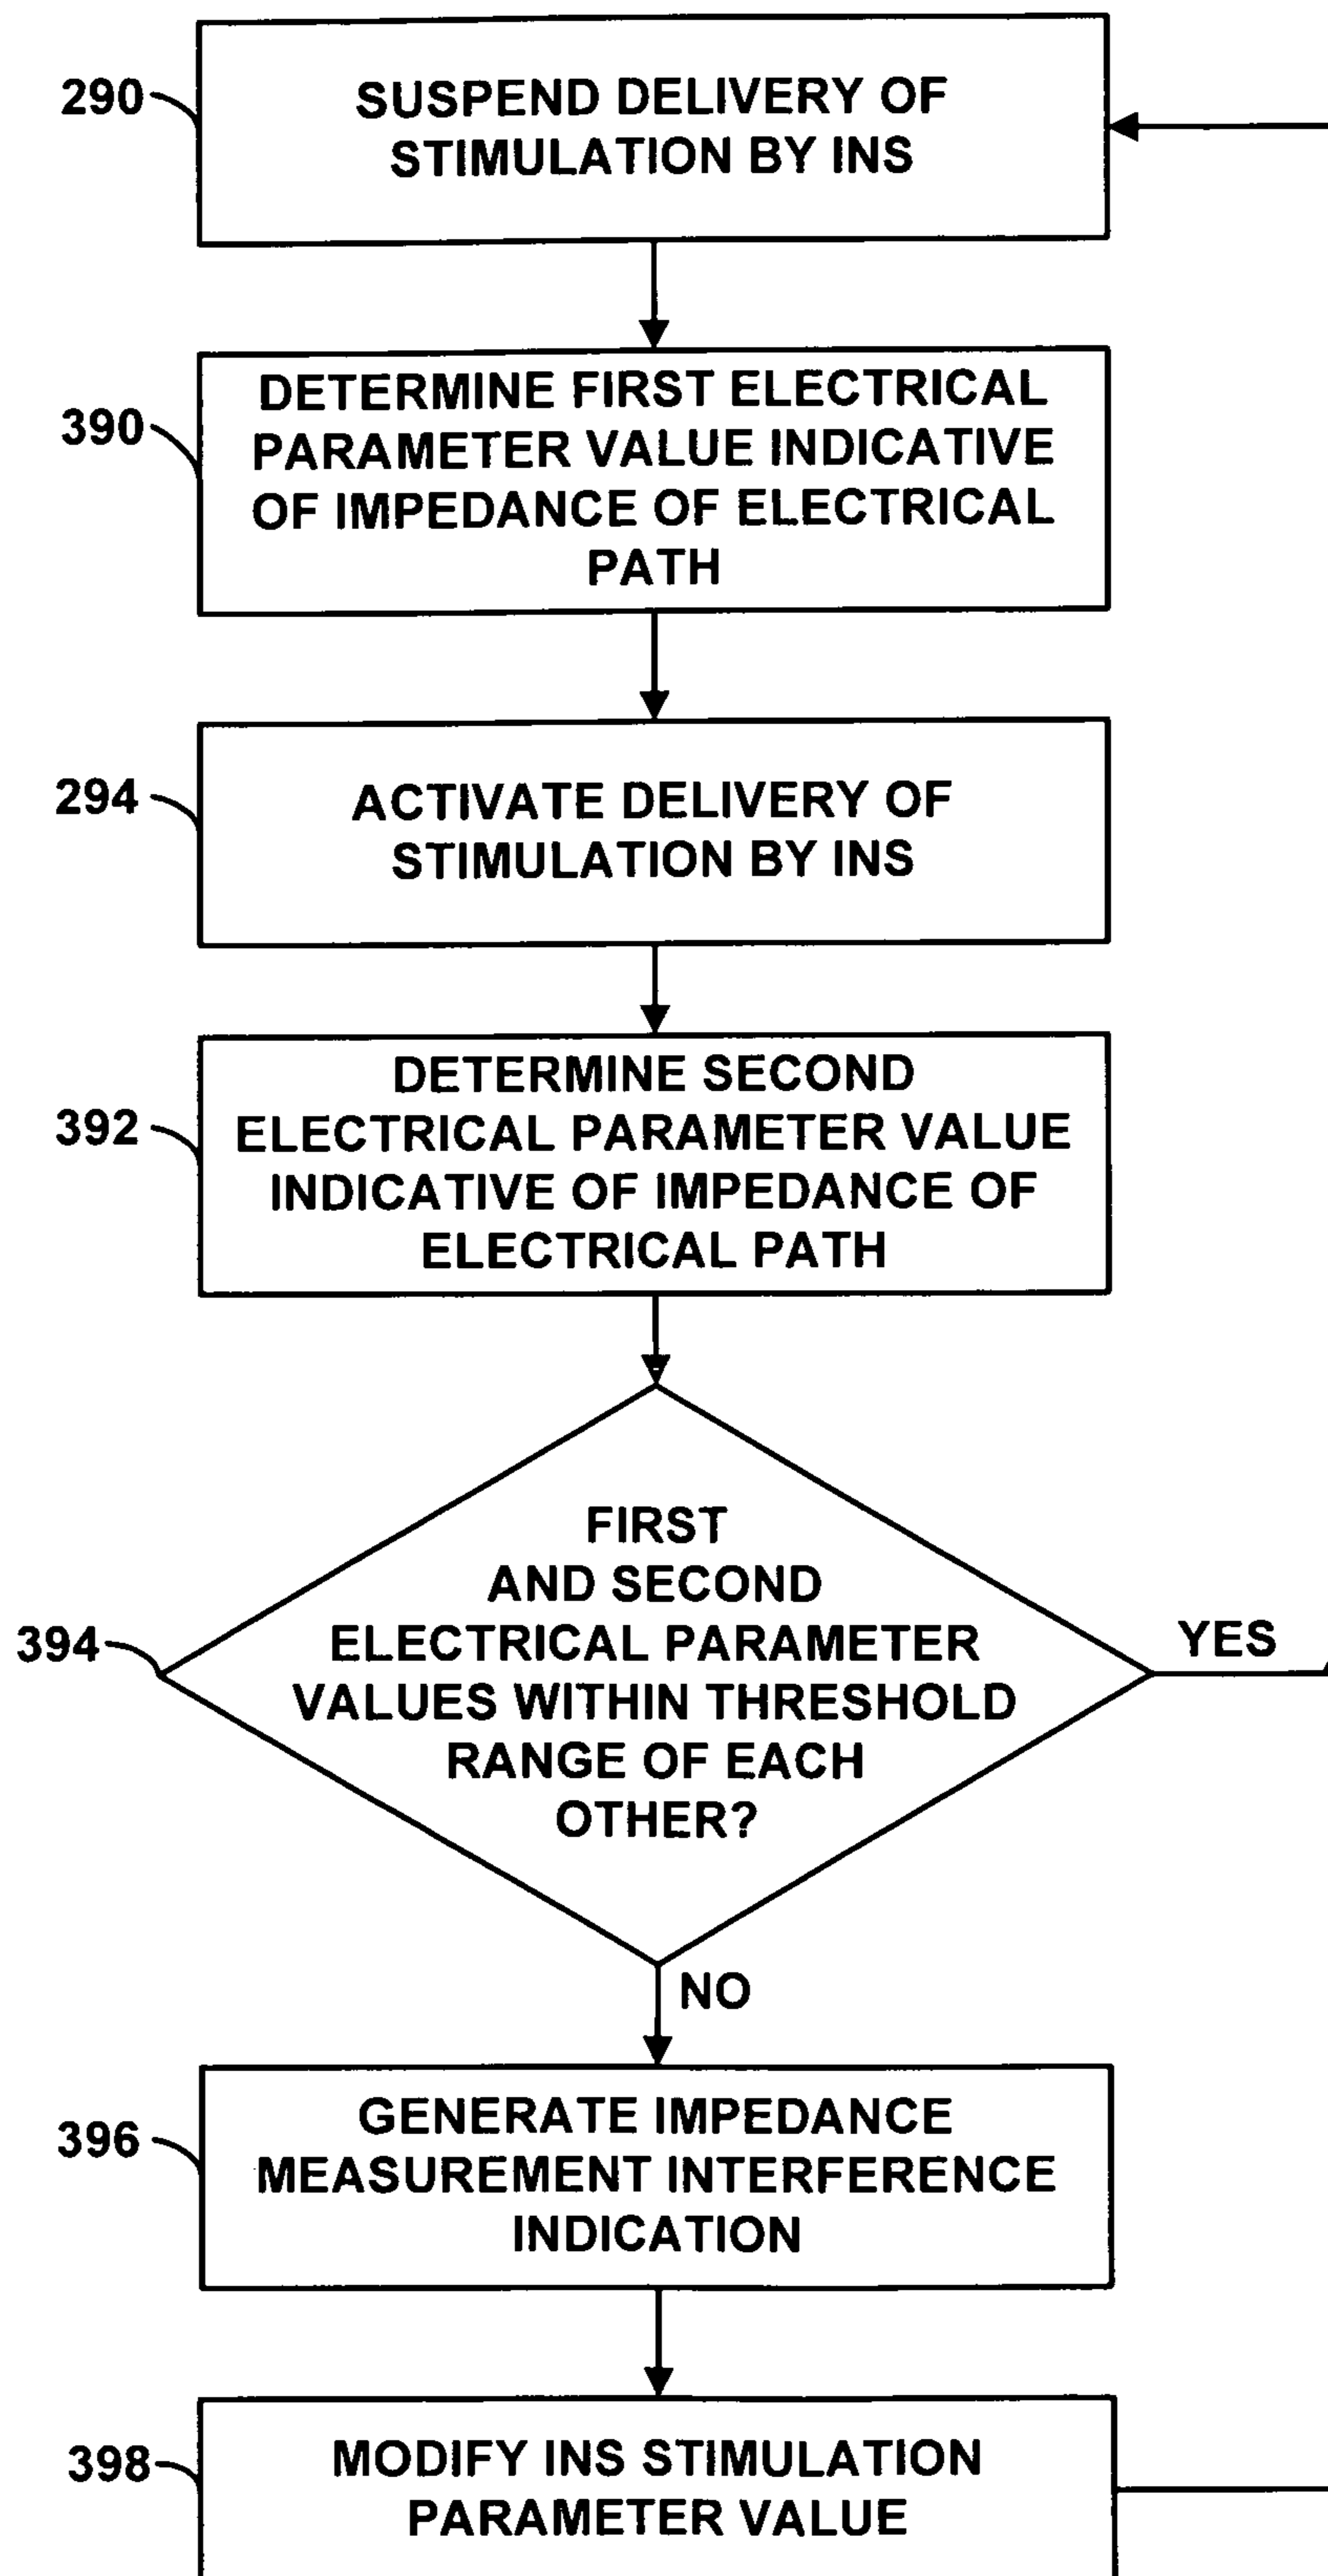 290
SUSPEND DELIVERY OF
STIMULATION BY INS
390
DETERMINE FIRST ELECTRICAL
PARAMETER VALUE INDICATIVE
OF IMPEDANCE OF ELECTRICAL
PATH
294
ACTIVATE DELIVERY OF
STIMULATION BY INS
392
DETERMINE SECOND
ELECTRICAL PARAMETER VALUE
INDICATIVE OF IMPEDANCE OF
ELECTRICAL PATH
394
FIRST
AND SECOND
ELECTRICAL PARAMETER
VALUES WITHIN THRESHOLD
RANGE OF EACH
OTHER?
YES
NO
396
GENERATE IMPEDANCE
MEASUREMENT INTERFERENCE
INDICATION
398
MODIFY INS STIMULATION
PARAMETER VALUE